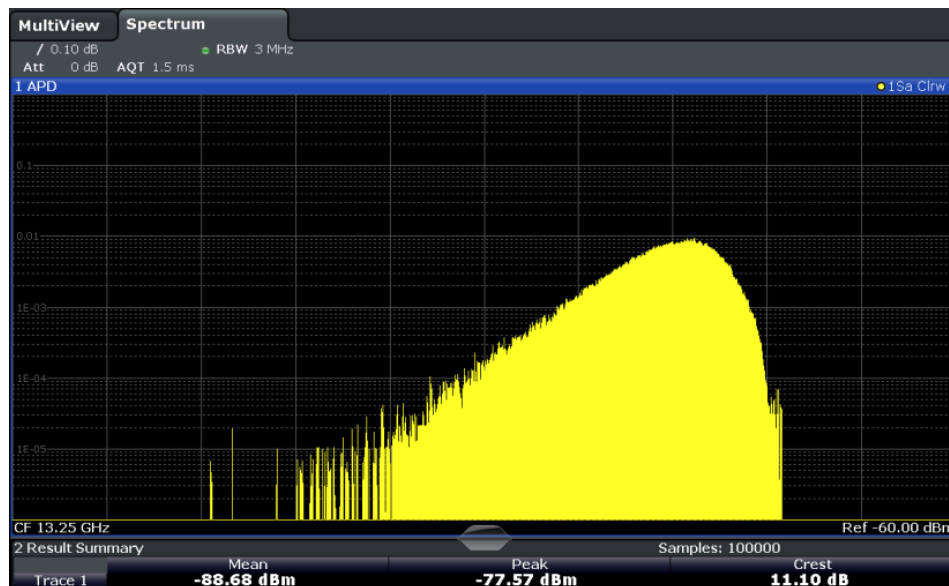 MultiView Spectrum
/ 0.10 dB RBW 3 MHz
Att 0 dB AQT 1.5 ms
1 APD 1Sa Clrw
0.1
0.01
1E-03
1E-04
1E-05
CF 13.25 GHz Ref -60.00 dBm
2 Result Summary Samples: 100000
Mean Peak Crest
Trace 1 -88.68 dBm -77.57 dBm 11.10 dB